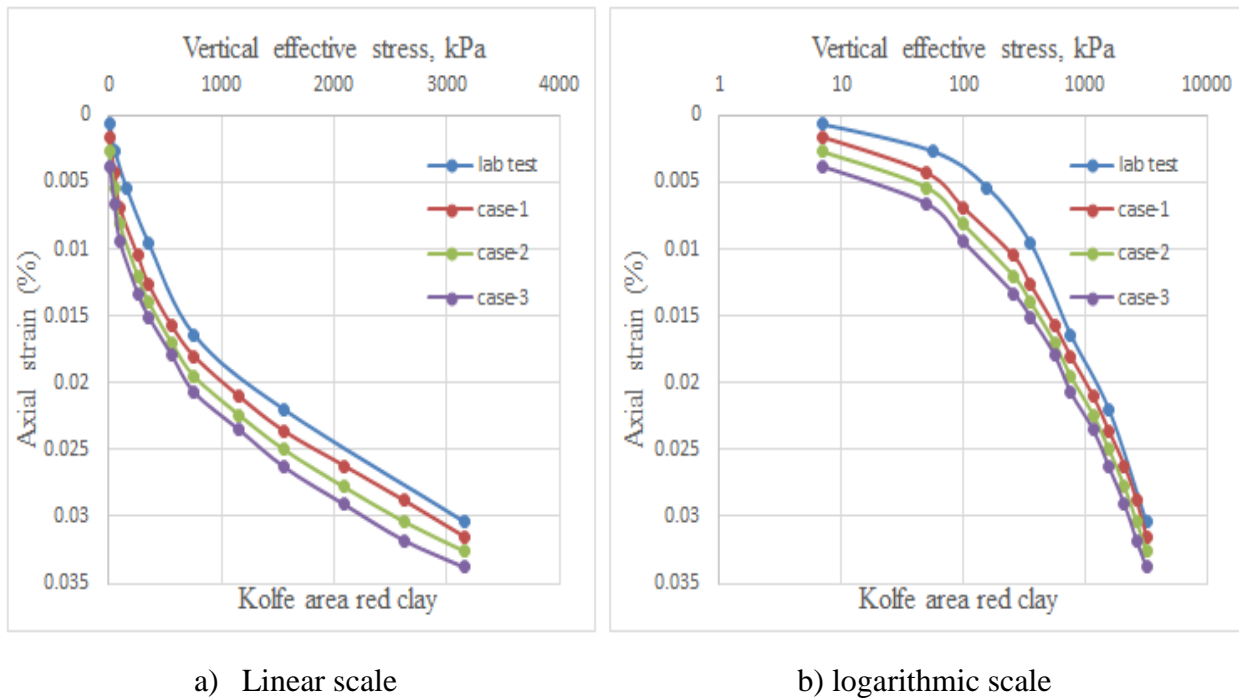 Vertical effective stress, kPa
0 1000 2000 3000 4000
0
0.005
0.01
0.015
0.02
0.025
0.03
0.035
Axial strain (%)
lab test
case-1
case-2
case-3
Kolfe area red clay
a) Linear scale
Vertical effective stress, kPa
1 10 100 1000 10000
0
0.005
0.01
0.015
0.02
0.025
0.03
0.035
Axial strain (%)
lab test
case-1
case-2
case-3
Kolfe area red clay
b) logarithmic scale